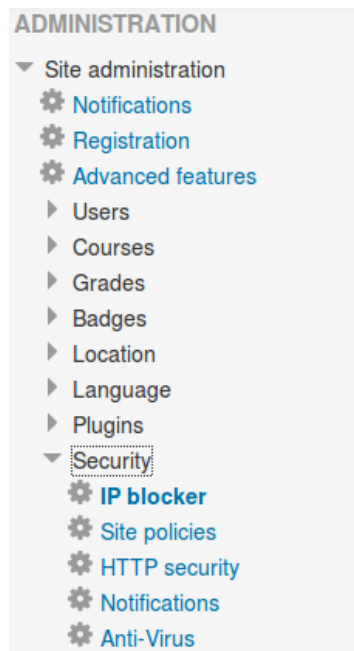 ADMINISTRATION
Site administration
Notifications
Registration
Advanced features
Users
Courses
Grades
Badges
Location
Language
Plugins
Security
IP blocker
Site policies
HTTP security
Notifications
Anti-Virus